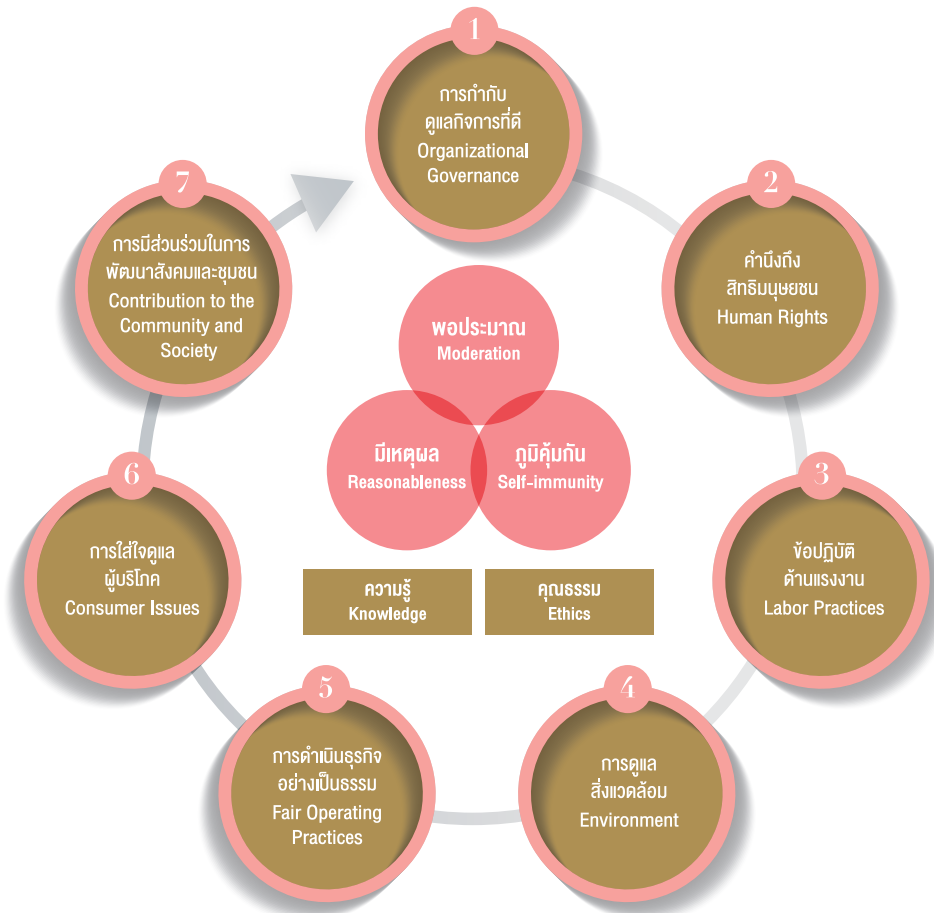 1
การกำกับ
ดูแลกิจการที่ดี
Organizational
Governance
2
คำนึงถึง
สิทธิมนุษยชน
Human Rights
3
ข้อปฏิบัติ
ด้านแรงงาน
Labor Practices
4
การดูแล
สิ่งแวดล้อม
Environment
5
การดำเนินธุรกิจ
อย่างเป็นธรรม
Fair Operating
Practices
6
การใส่ใจดูแล
ผู้บริโภค
Consumer Issues
7
การมีส่วนร่วมในการ
พัฒนาสังคมและชุมชน
Contribution to the
Community and
Society
พอประมาณ
Moderation
มีเหตุผล
Reasonableness
ภูมิคุ้มกัน
Self-immunity
ความรู้
Knowledge
คุณธรรม
Ethics